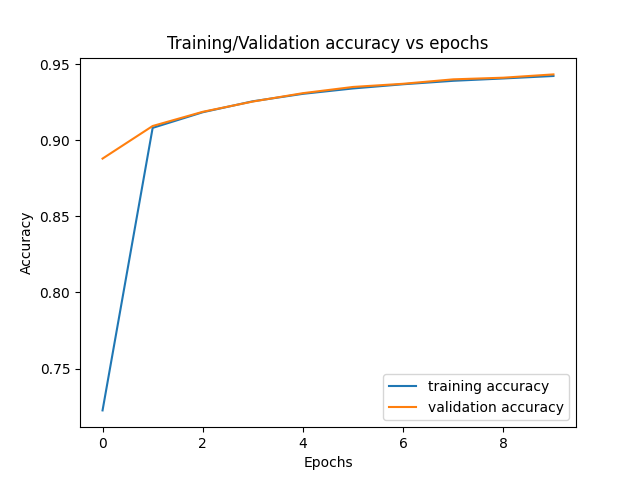 Training/Validation accuracy vs epochs
0.95
0.90
0.85
0.80
0.75
Accuracy
0 2 4 6 8
Epochs
training accuracy
validation accuracy